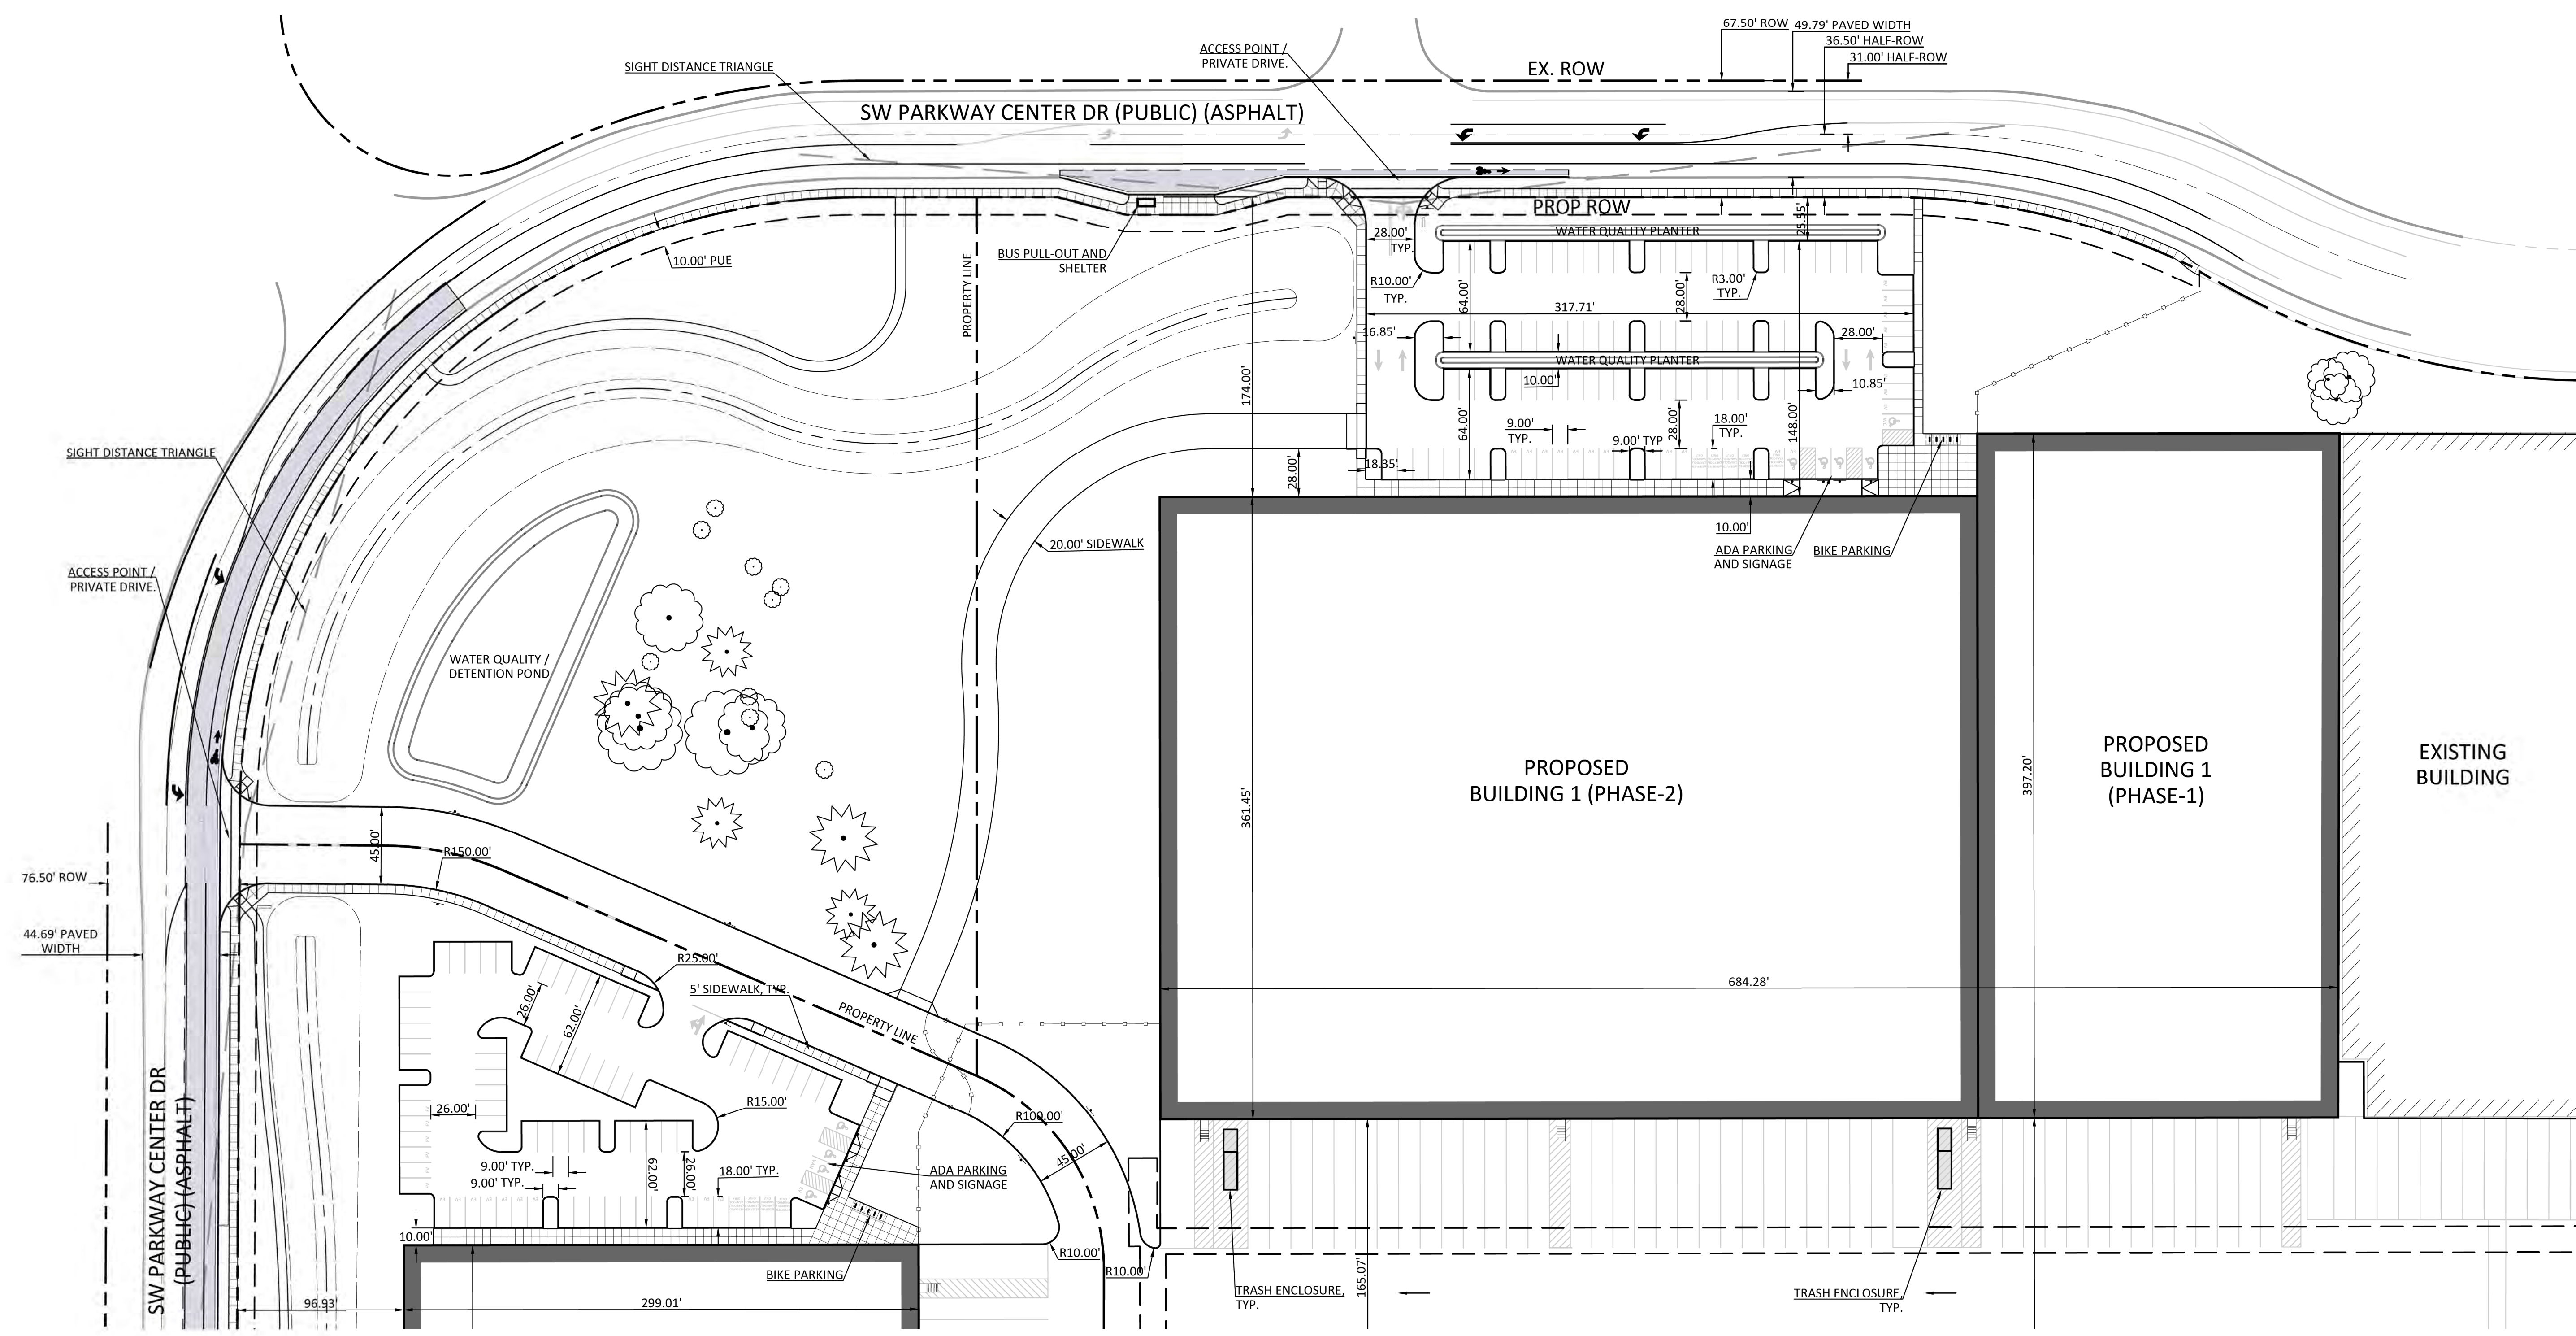 67.50' ROW
49.79' PAVED WIDTH
36.50' HALF-ROW
31.00' HALF-ROW
ACCESS POINT /
PRIVATE DRIVE.
SIGHT DISTANCE TRIANGLE
EX. ROW
SW PARKWAY CENTER DR (PUBLIC) (ASPHALT)
PROP ROW
25.55'
WATER QUALITY PLANTER
28.00'
TYP.
BUS PULL-OUT AND
SHELTER
10.00' PUE
PROPERTY LINE
R10.00'
TYP.
R3.00'
TYP.
64.00'
28.00'
317.71'
16.85'
28.00'
WATER QUALITY PLANTER
10.00'
10.85'
174.00'
64.00'
9.00'
TYP.
9.00' TYP
28.00'
18.00'
TYP.
148.00'
18.35'
28.00'
SIGHT DISTANCE TRIANGLE
10.00'
20.00' SIDEWALK
ADA PARKING
AND SIGNAGE
BIKE PARKING
ACCESS POINT /
PRIVATE DRIVE.
WATER QUALITY /
DETENTION POND
PROPOSED
BUILDING 1 (PHASE-2)
PROPOSED
BUILDING 1
(PHASE-1)
EXISTING
BUILDING
361.45'
397.20'
45.00'
R150.00'
76.50' ROW
44.69' PAVED
WIDTH
R25.00'
5' SIDEWALK, TYP.
684.28'
PROPERTY LINE
26.00'
62.00'
R15.00'
26.00'
R100.00'
45.00'
9.00' TYP.
9.00' TYP.
62.00'
26.00'
18.00' TYP.
ADA PARKING
AND SIGNAGE
SW PARKWAY CENTER DR
(PUBLIC) (ASPHALT)
10.00'
R10.00'
R10.00'
BIKE PARKING
165.07'
TRASH ENCLOSURE,
TYP.
TRASH ENCLOSURE,
TYP.
96.93'
299.01'